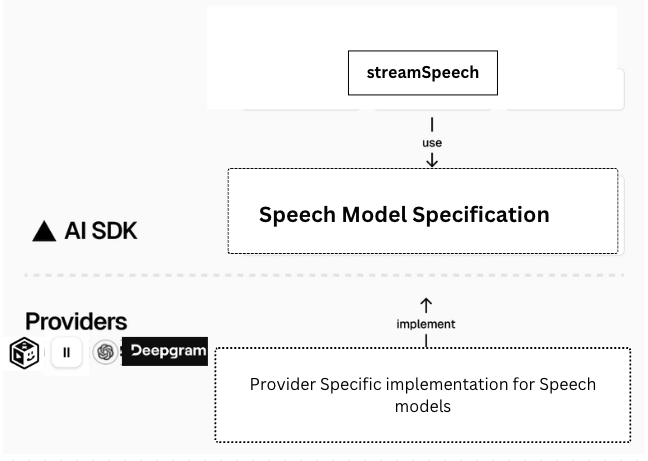 streamSpeech
use
Speech Model Specification
AI SDK
Providers
implement
Deepgram
Provider Specific implementation for Speech
models